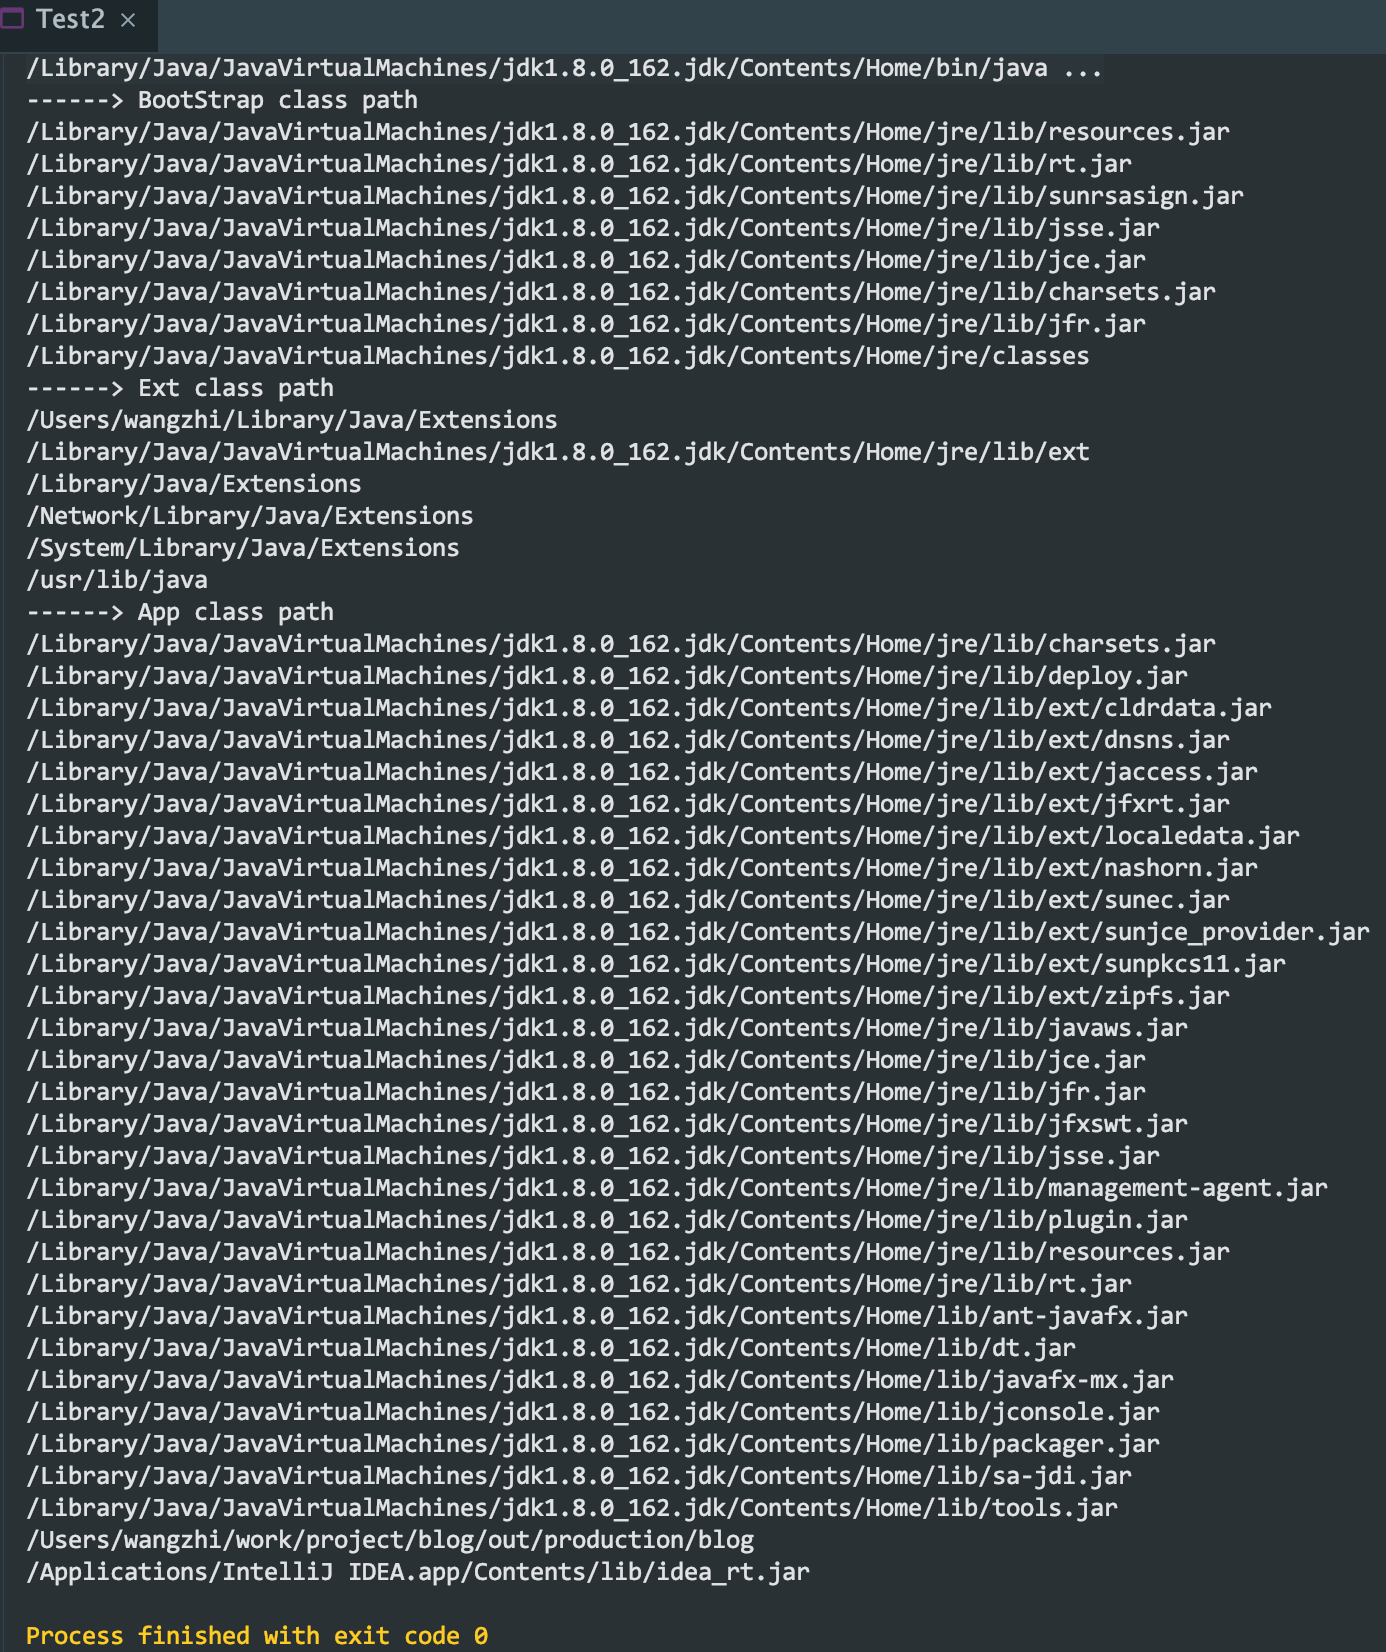 Test2 ×
/Library/Java/JavaVirtualMachines/jdk1.8.0_162.jdk/Contents/Home/bin/java ...
------> BootStrap class path
/Library/Java/JavaVirtualMachines/jdk1.8.0_162.jdk/Contents/Home/jre/lib/resources.jar
/Library/Java/JavaVirtualMachines/jdk1.8.0_162.jdk/Contents/Home/jre/lib/rt.jar
/Library/Java/JavaVirtualMachines/jdk1.8.0_162.jdk/Contents/Home/jre/lib/sunrsasign.jar
/Library/Java/JavaVirtualMachines/jdk1.8.0_162.jdk/Contents/Home/jre/lib/jsse.jar
/Library/Java/JavaVirtualMachines/jdk1.8.0_162.jdk/Contents/Home/jre/lib/jce.jar
/Library/Java/JavaVirtualMachines/jdk1.8.0_162.jdk/Contents/Home/jre/lib/charsets.jar
/Library/Java/JavaVirtualMachines/jdk1.8.0_162.jdk/Contents/Home/jre/lib/jfr.jar
/Library/Java/JavaVirtualMachines/jdk1.8.0_162.jdk/Contents/Home/jre/classes
------> Ext class path
/Users/wangzhi/Library/Java/Extensions
/Library/Java/JavaVirtualMachines/jdk1.8.0_162.jdk/Contents/Home/jre/lib/ext
/Library/Java/Extensions
/Network/Library/Java/Extensions
/System/Library/Java/Extensions
/usr/lib/java
------> App class path
/Library/Java/JavaVirtualMachines/jdk1.8.0_162.jdk/Contents/Home/jre/lib/charsets.jar
/Library/Java/JavaVirtualMachines/jdk1.8.0_162.jdk/Contents/Home/jre/lib/deploy.jar
/Library/Java/JavaVirtualMachines/jdk1.8.0_162.jdk/Contents/Home/jre/lib/ext/cldrdata.jar
/Library/Java/JavaVirtualMachines/jdk1.8.0_162.jdk/Contents/Home/jre/lib/ext/dnsns.jar
/Library/Java/JavaVirtualMachines/jdk1.8.0_162.jdk/Contents/Home/jre/lib/ext/jaccess.jar
/Library/Java/JavaVirtualMachines/jdk1.8.0_162.jdk/Contents/Home/jre/lib/ext/jfxrt.jar
/Library/Java/JavaVirtualMachines/jdk1.8.0_162.jdk/Contents/Home/jre/lib/ext/localedata.jar
/Library/Java/JavaVirtualMachines/jdk1.8.0_162.jdk/Contents/Home/jre/lib/ext/nashorn.jar
/Library/Java/JavaVirtualMachines/jdk1.8.0_162.jdk/Contents/Home/jre/lib/ext/sunec.jar
/Library/Java/JavaVirtualMachines/jdk1.8.0_162.jdk/Contents/Home/jre/lib/ext/sunjce_provider.jar
/Library/Java/JavaVirtualMachines/jdk1.8.0_162.jdk/Contents/Home/jre/lib/ext/sunpkcs11.jar
/Library/Java/JavaVirtualMachines/jdk1.8.0_162.jdk/Contents/Home/jre/lib/ext/zipfs.jar
/Library/Java/JavaVirtualMachines/jdk1.8.0_162.jdk/Contents/Home/jre/lib/javaws.jar
/Library/Java/JavaVirtualMachines/jdk1.8.0_162.jdk/Contents/Home/jre/lib/jce.jar
/Library/Java/JavaVirtualMachines/jdk1.8.0_162.jdk/Contents/Home/jre/lib/jfr.jar
/Library/Java/JavaVirtualMachines/jdk1.8.0_162.jdk/Contents/Home/jre/lib/jfxswt.jar
/Library/Java/JavaVirtualMachines/jdk1.8.0_162.jdk/Contents/Home/jre/lib/jsse.jar
/Library/Java/JavaVirtualMachines/jdk1.8.0_162.jdk/Contents/Home/jre/lib/management-agent.jar
/Library/Java/JavaVirtualMachines/jdk1.8.0_162.jdk/Contents/Home/jre/lib/plugin.jar
/Library/Java/JavaVirtualMachines/jdk1.8.0_162.jdk/Contents/Home/jre/lib/resources.jar
/Library/Java/JavaVirtualMachines/jdk1.8.0_162.jdk/Contents/Home/jre/lib/rt.jar
/Library/Java/JavaVirtualMachines/jdk1.8.0_162.jdk/Contents/Home/lib/ant-javafx.jar
/Library/Java/JavaVirtualMachines/jdk1.8.0_162.jdk/Contents/Home/lib/dt.jar
/Library/Java/JavaVirtualMachines/jdk1.8.0_162.jdk/Contents/Home/lib/javafx-mx.jar
/Library/Java/JavaVirtualMachines/jdk1.8.0_162.jdk/Contents/Home/lib/jconsole.jar
/Library/Java/JavaVirtualMachines/jdk1.8.0_162.jdk/Contents/Home/lib/packager.jar
/Library/Java/JavaVirtualMachines/jdk1.8.0_162.jdk/Contents/Home/lib/sa-jdi.jar
/Library/Java/JavaVirtualMachines/jdk1.8.0_162.jdk/Contents/Home/lib/tools.jar
/Users/wangzhi/work/project/blog/out/production/blog
/Applications/IntelliJ IDEA.app/Contents/lib/idea_rt.jar
Process finished with exit code 0